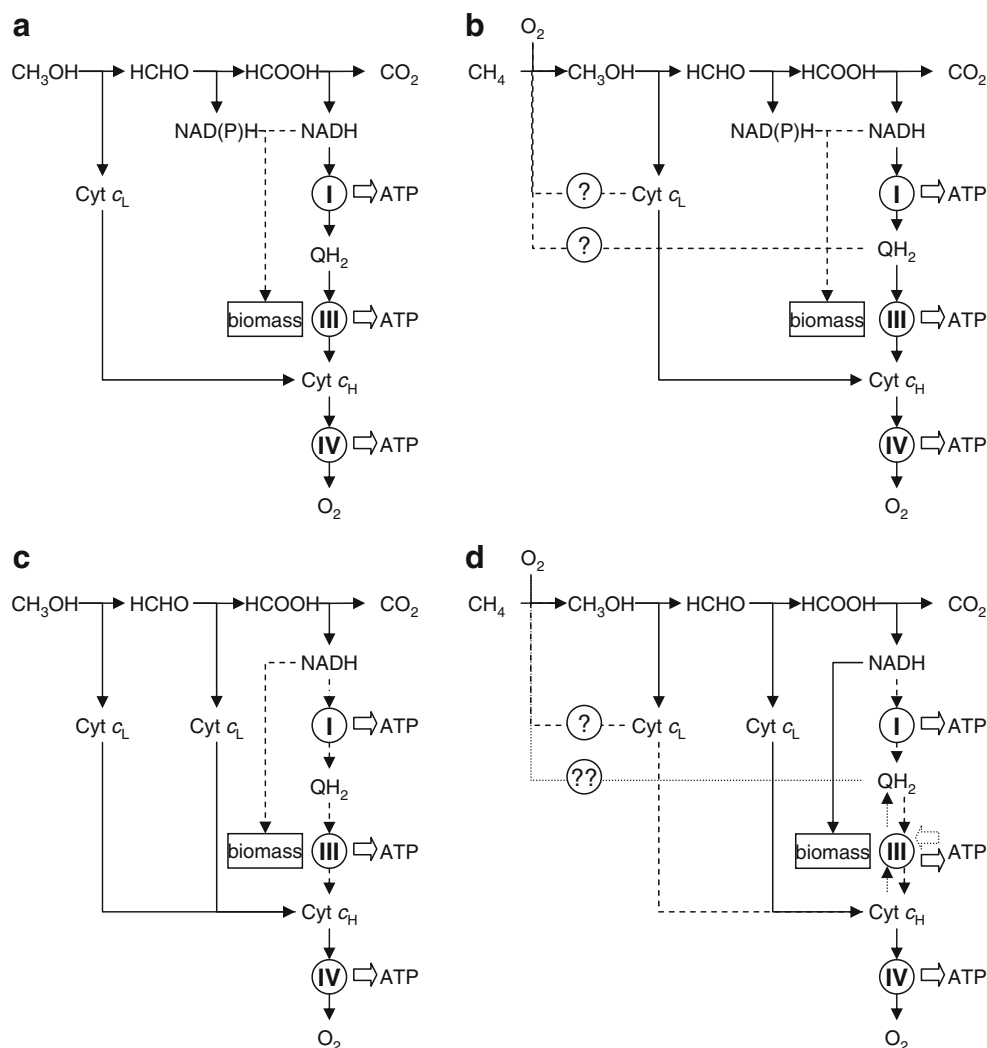 a
CH₃OH HCHO HCOOH CO₂
NAD(P)H NADH
Cyt cL I ATP
QH₂
biomass III ATP
Cyt cH
IV ATP
O₂
b
O₂
CH₄ CH₃OH HCHO HCOOH CO₂
NAD(P)H NADH
? Cyt cL I ATP
? QH₂
biomass III ATP
Cyt cH
IV ATP
O₂
c
CH₃OH HCHO HCOOH CO₂
NADH
Cyt cL Cyt cL I ATP
QH₂
biomass III ATP
Cyt cH
IV ATP
O₂
d
O₂
CH₄ CH₃OH HCHO HCOOH CO₂
NADH
? Cyt cL Cyt cL I ATP
?? QH₂
biomass III ATP
Cyt cH
IV ATP
O₂